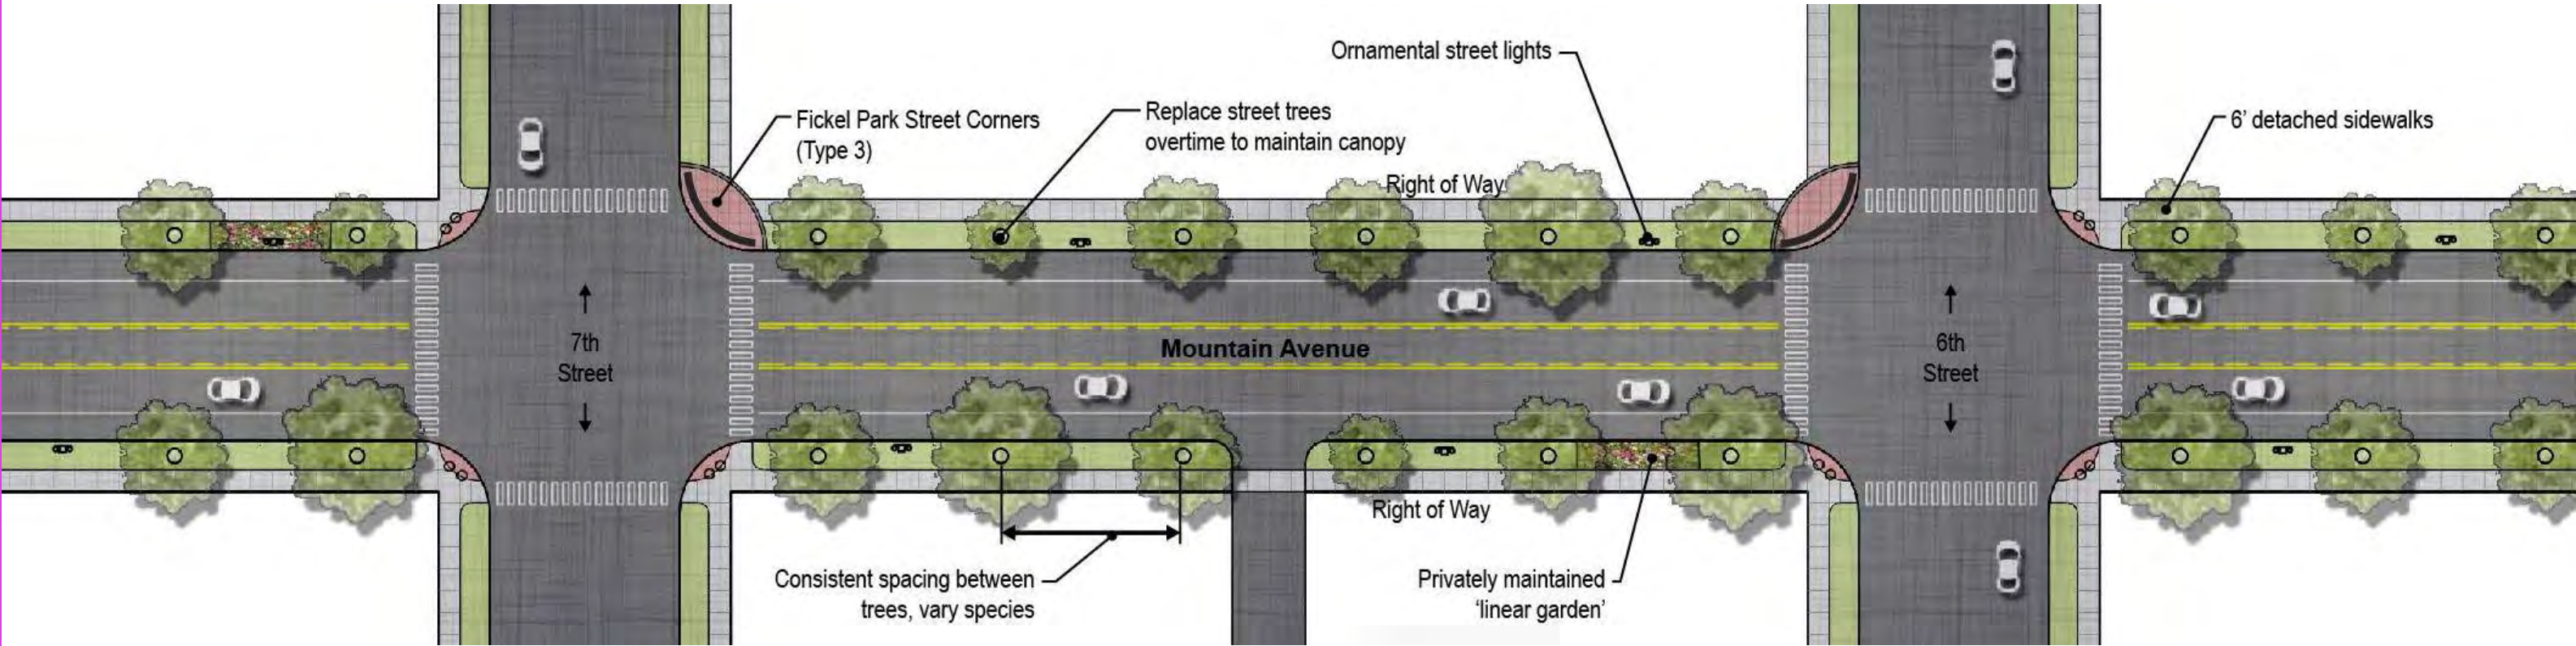 Ornamental street lights
Fickel Park Street Corners
(Type 3)
Replace street trees
overtime to maintain canopy
6' detached sidewalks
Right of Way
7th
Street
Mountain Avenue
6th
Street
Right of Way
Consistent spacing between
trees, vary species
Privately maintained
‘linear garden’